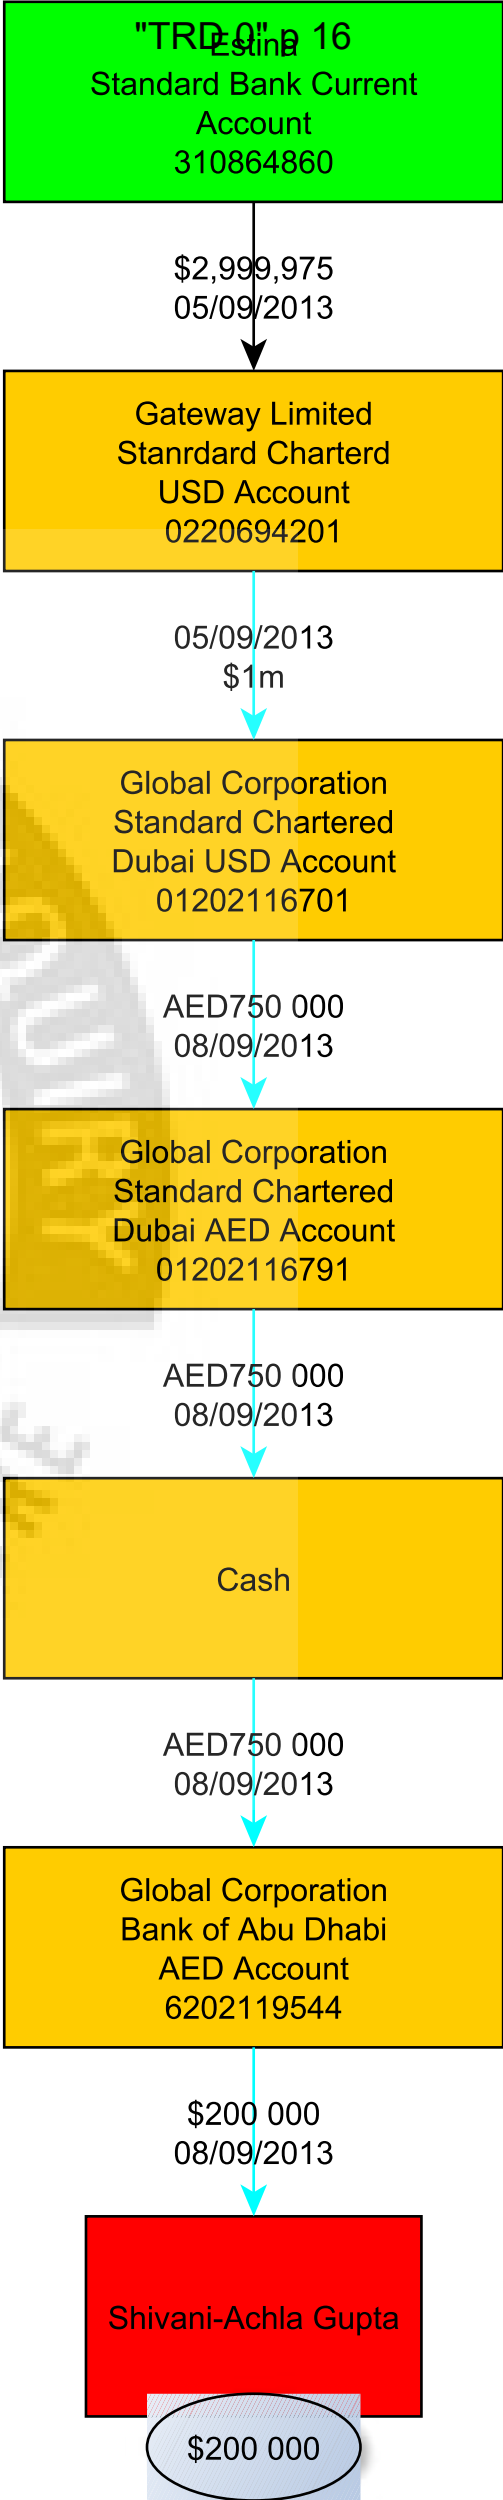 "TRD 0" p 16
Estina
Standard Bank Current
Account
310864860
$2,999,975
05/09/2013
Gateway Limited
Stanrdard Charterd
USD Account
0220694201
05/09/2013
$1m
Global Corporation
Standard Chartered
Dubai USD Account
01202116701
AED750 000
08/09/2013
Global Corporation
Standard Chartered
Dubai AED Account
01202116791
AED750 000
08/09/2013
Cash
AED750 000
08/09/2013
Global Corporation
Bank of Abu Dhabi
AED Account
6202119544
$200 000
08/09/2013
Shivani-Achla Gupta
$200 000